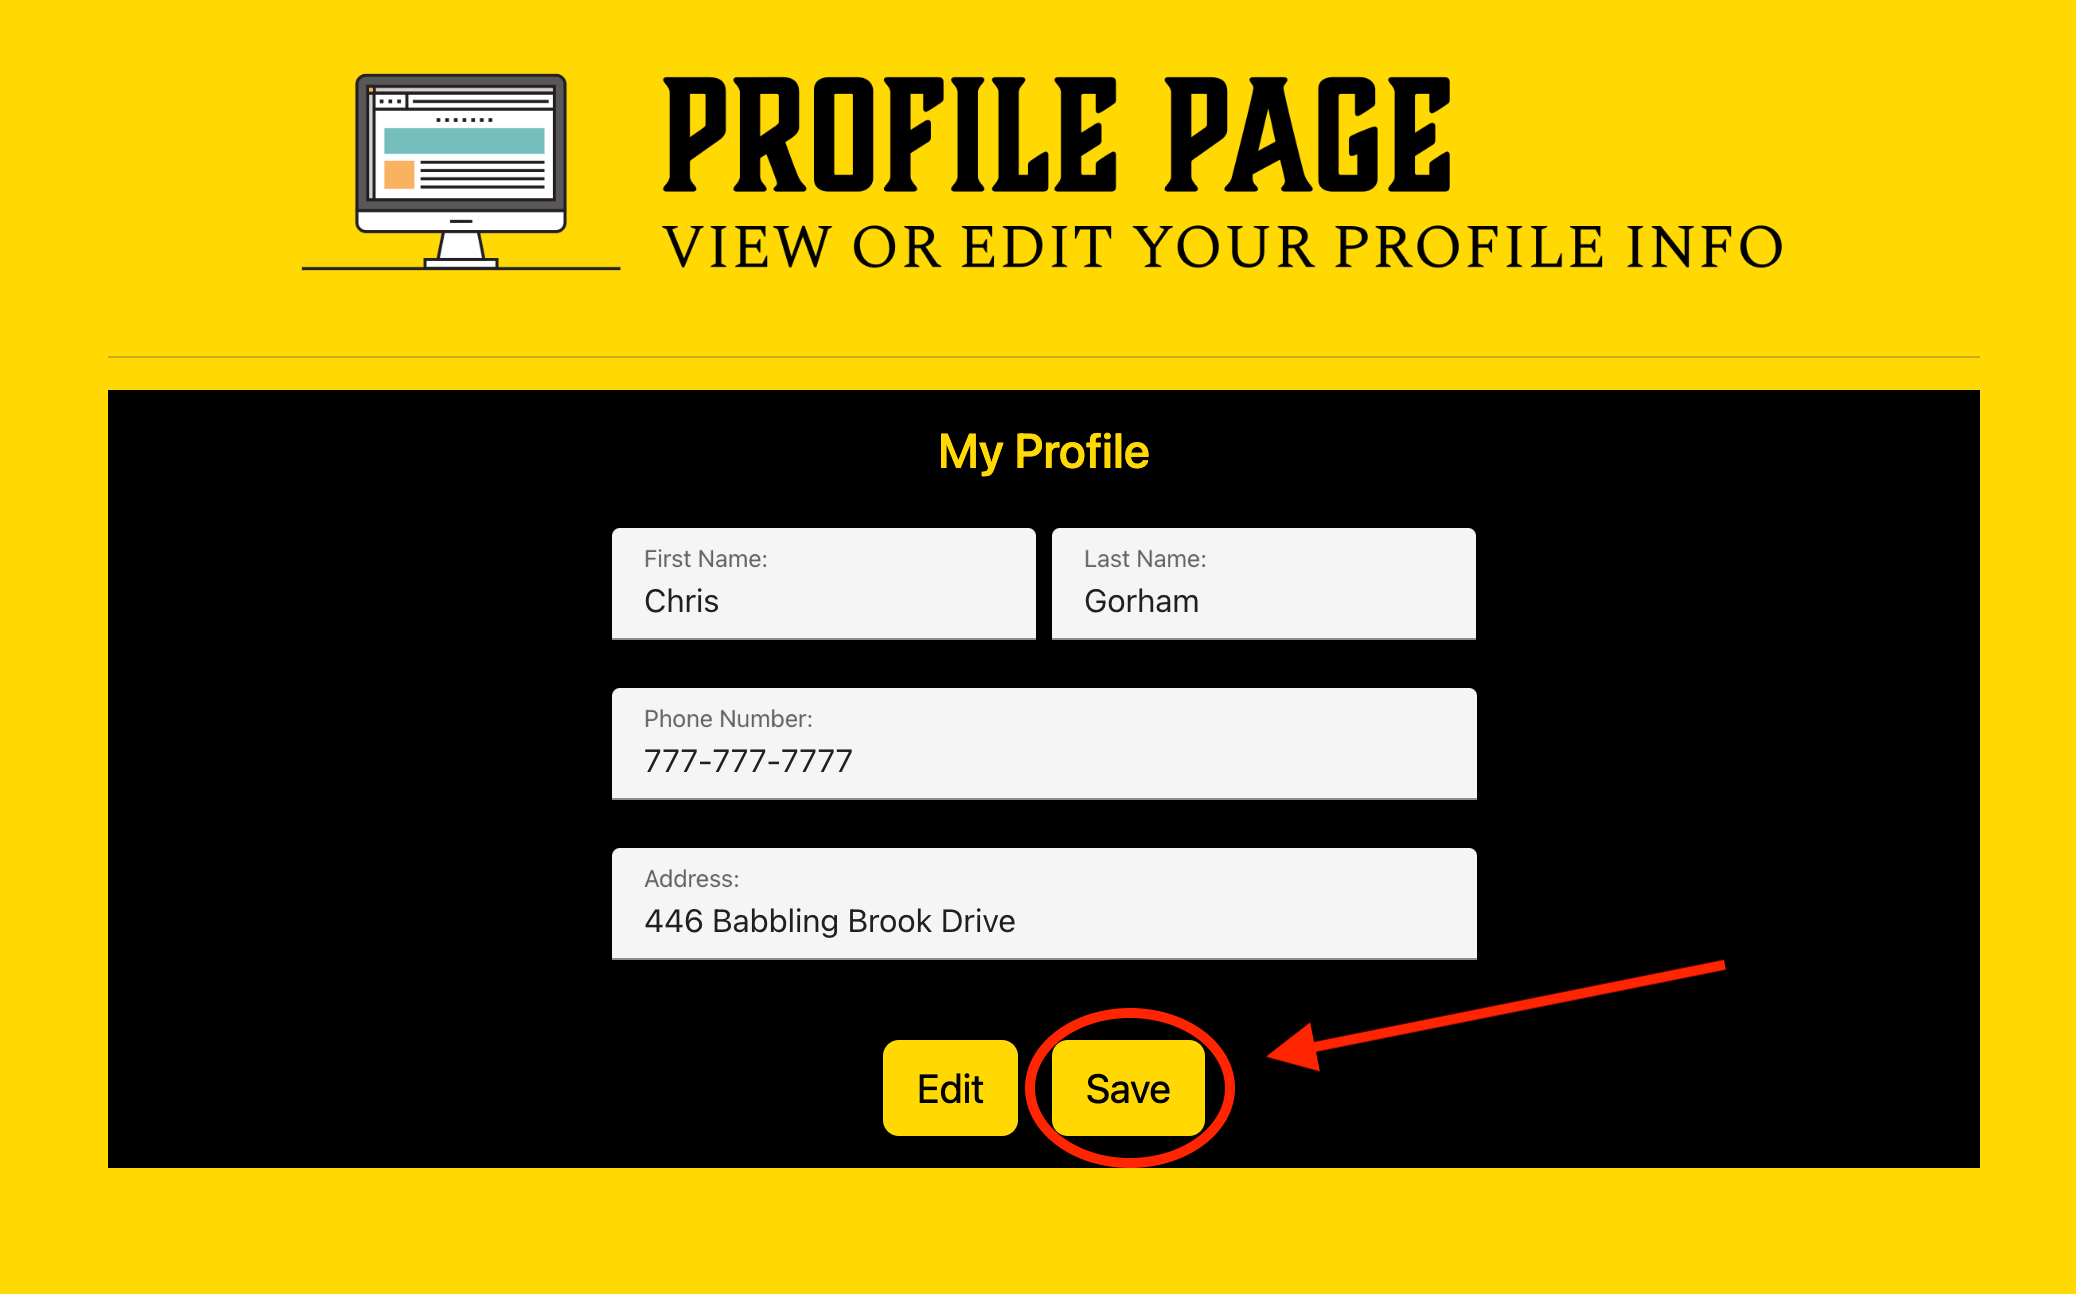 PROFILE PAGE
VIEW OR EDIT YOUR PROFILE INFO
My Profile
First Name:
Chris
Last Name:
Gorham
Phone Number:
777-777-7777
Address:
446 Babbling Brook Drive
Edit
Save